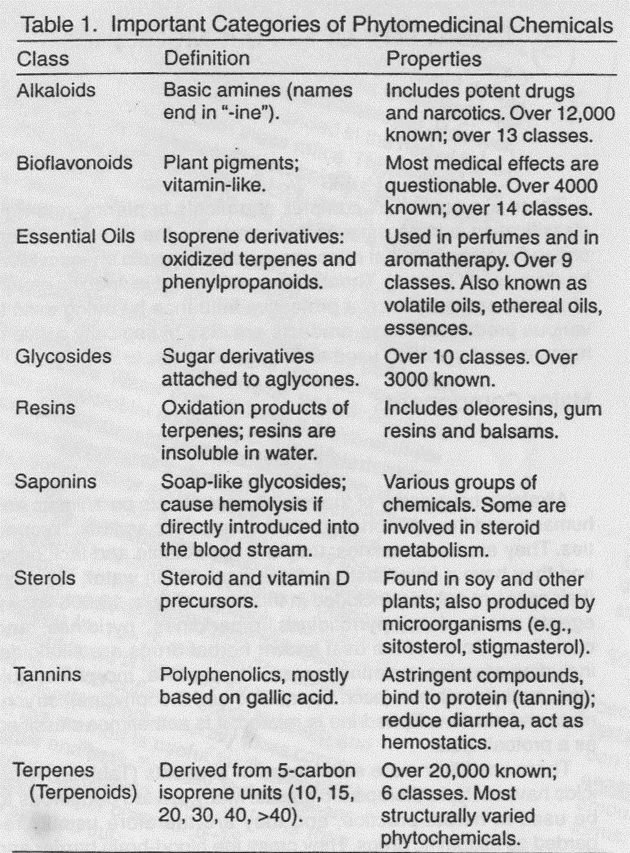 Table 1. Important Categories of Phytomedicinal Chemicals
Class Definition Properties
Alkaloids Basic amines (names Includes potent drugs
end in “-ine”). and narcotics. Over 12,000
known; over 13 classes.
Bioflavonoids Plant pigments; Most medical effects are
vitamin-like. questionable. Over 4000
known; over 14 classes.
Essential Oils Isoprene derivatives: Used in perfumes and in
oxidized terpenes and aromatherapy. Over 9
phenylpropanoids. classes. Also known as
volatile oils, ethereal oils,
essences.
Glycosides Sugar derivatives Over 10 classes. Over
attached to aglycones. 3000 known.
Resins Oxidation products of Includes oleoresins, gum
terpenes; resins are resins and balsams.
insoluble in water.
Saponins Soap-like glycosides; Various groups of
cause hemolysis if chemicals. Some are
directly introduced into involved in steroid
the blood stream. metabolism.
Sterols Steroid and vitamin D Found in soy and other
precursors. plants; also produced by
microorganisms (e.g.,
sitosterol, stigmasterol).
Tannins Polyphenolics, mostly Astringent compounds,
based on gallic acid. bind to protein (tanning);
reduce diarrhea, act as
hemostatics.
Terpenes Derived from 5-carbon Over 20,000 known;
(Terpenoids) isoprene units (10, 15, 6 classes. Most
20, 30, 40, >40). structurally varied
phytochemicals.